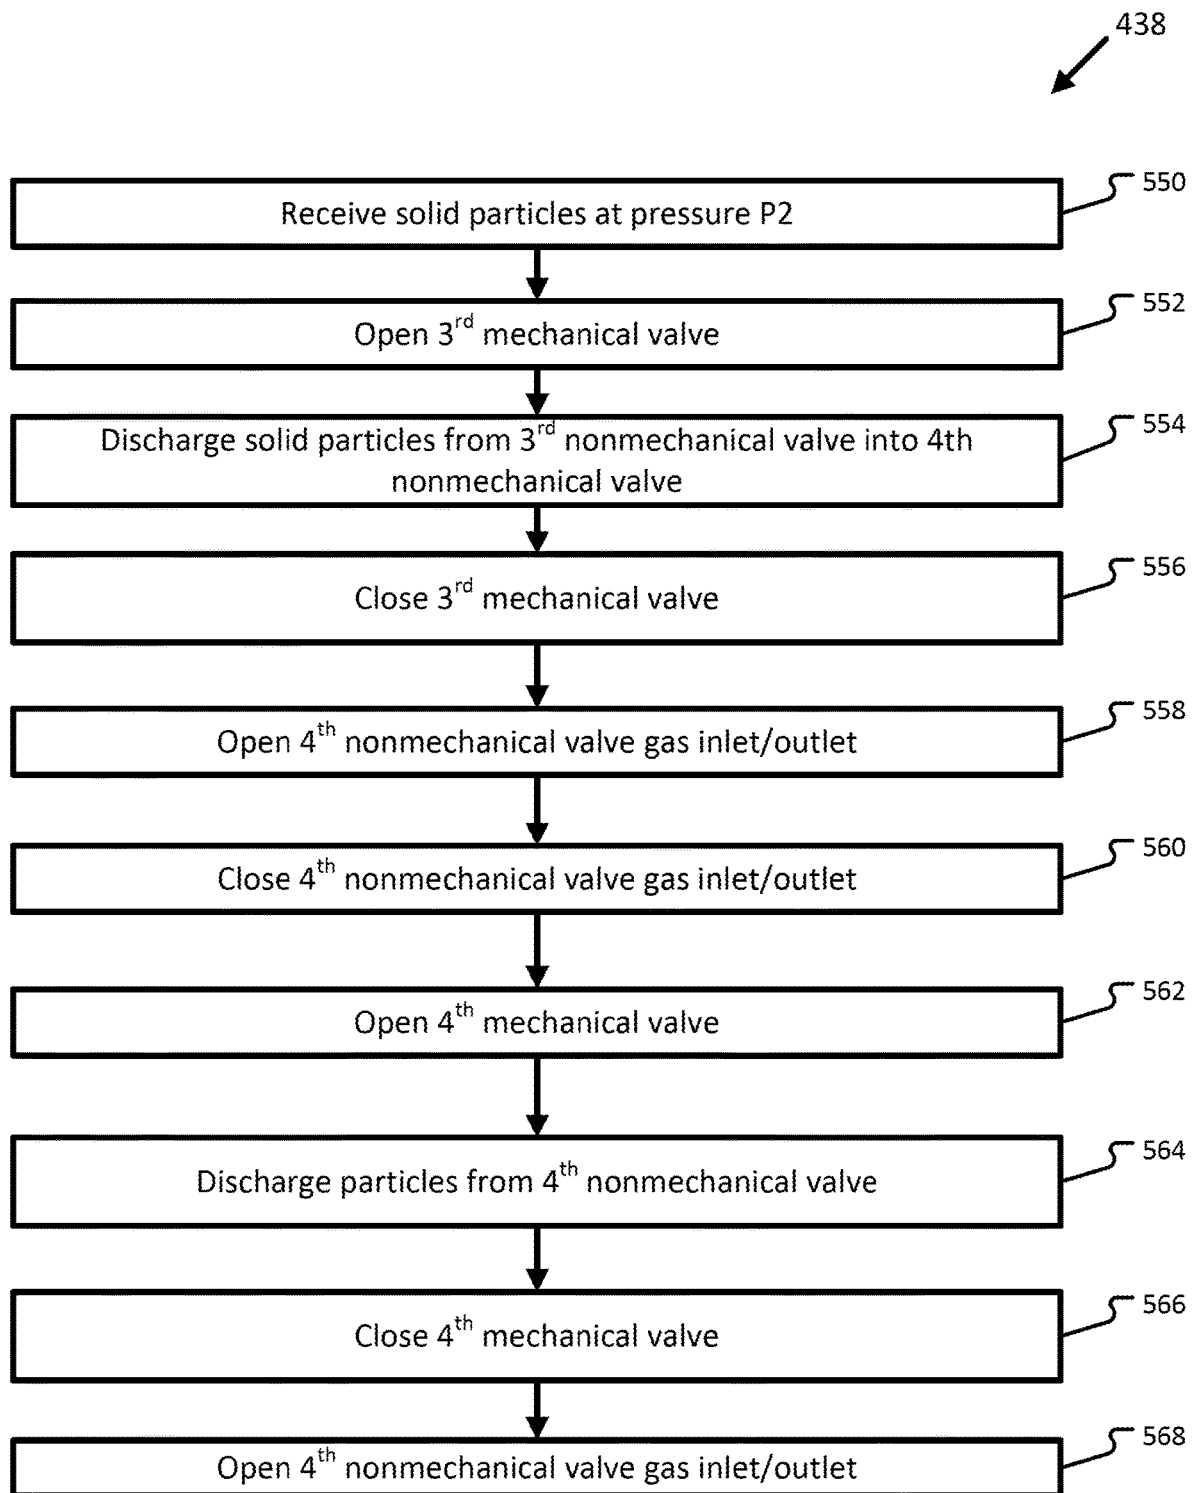 438
Receive solid particles at pressure P2
550
Open 3rd mechanical valve
552
Discharge solid particles from 3rd nonmechanical valve into 4th
nonmechanical valve
554
Close 3rd mechanical valve
556
Open 4th nonmechanical valve gas inlet/outlet
558
Close 4th nonmechanical valve gas inlet/outlet
560
Open 4th mechanical valve
562
Discharge particles from 4th nonmechanical valve
564
Close 4th mechanical valve
566
Open 4th nonmechanical valve gas inlet/outlet
568